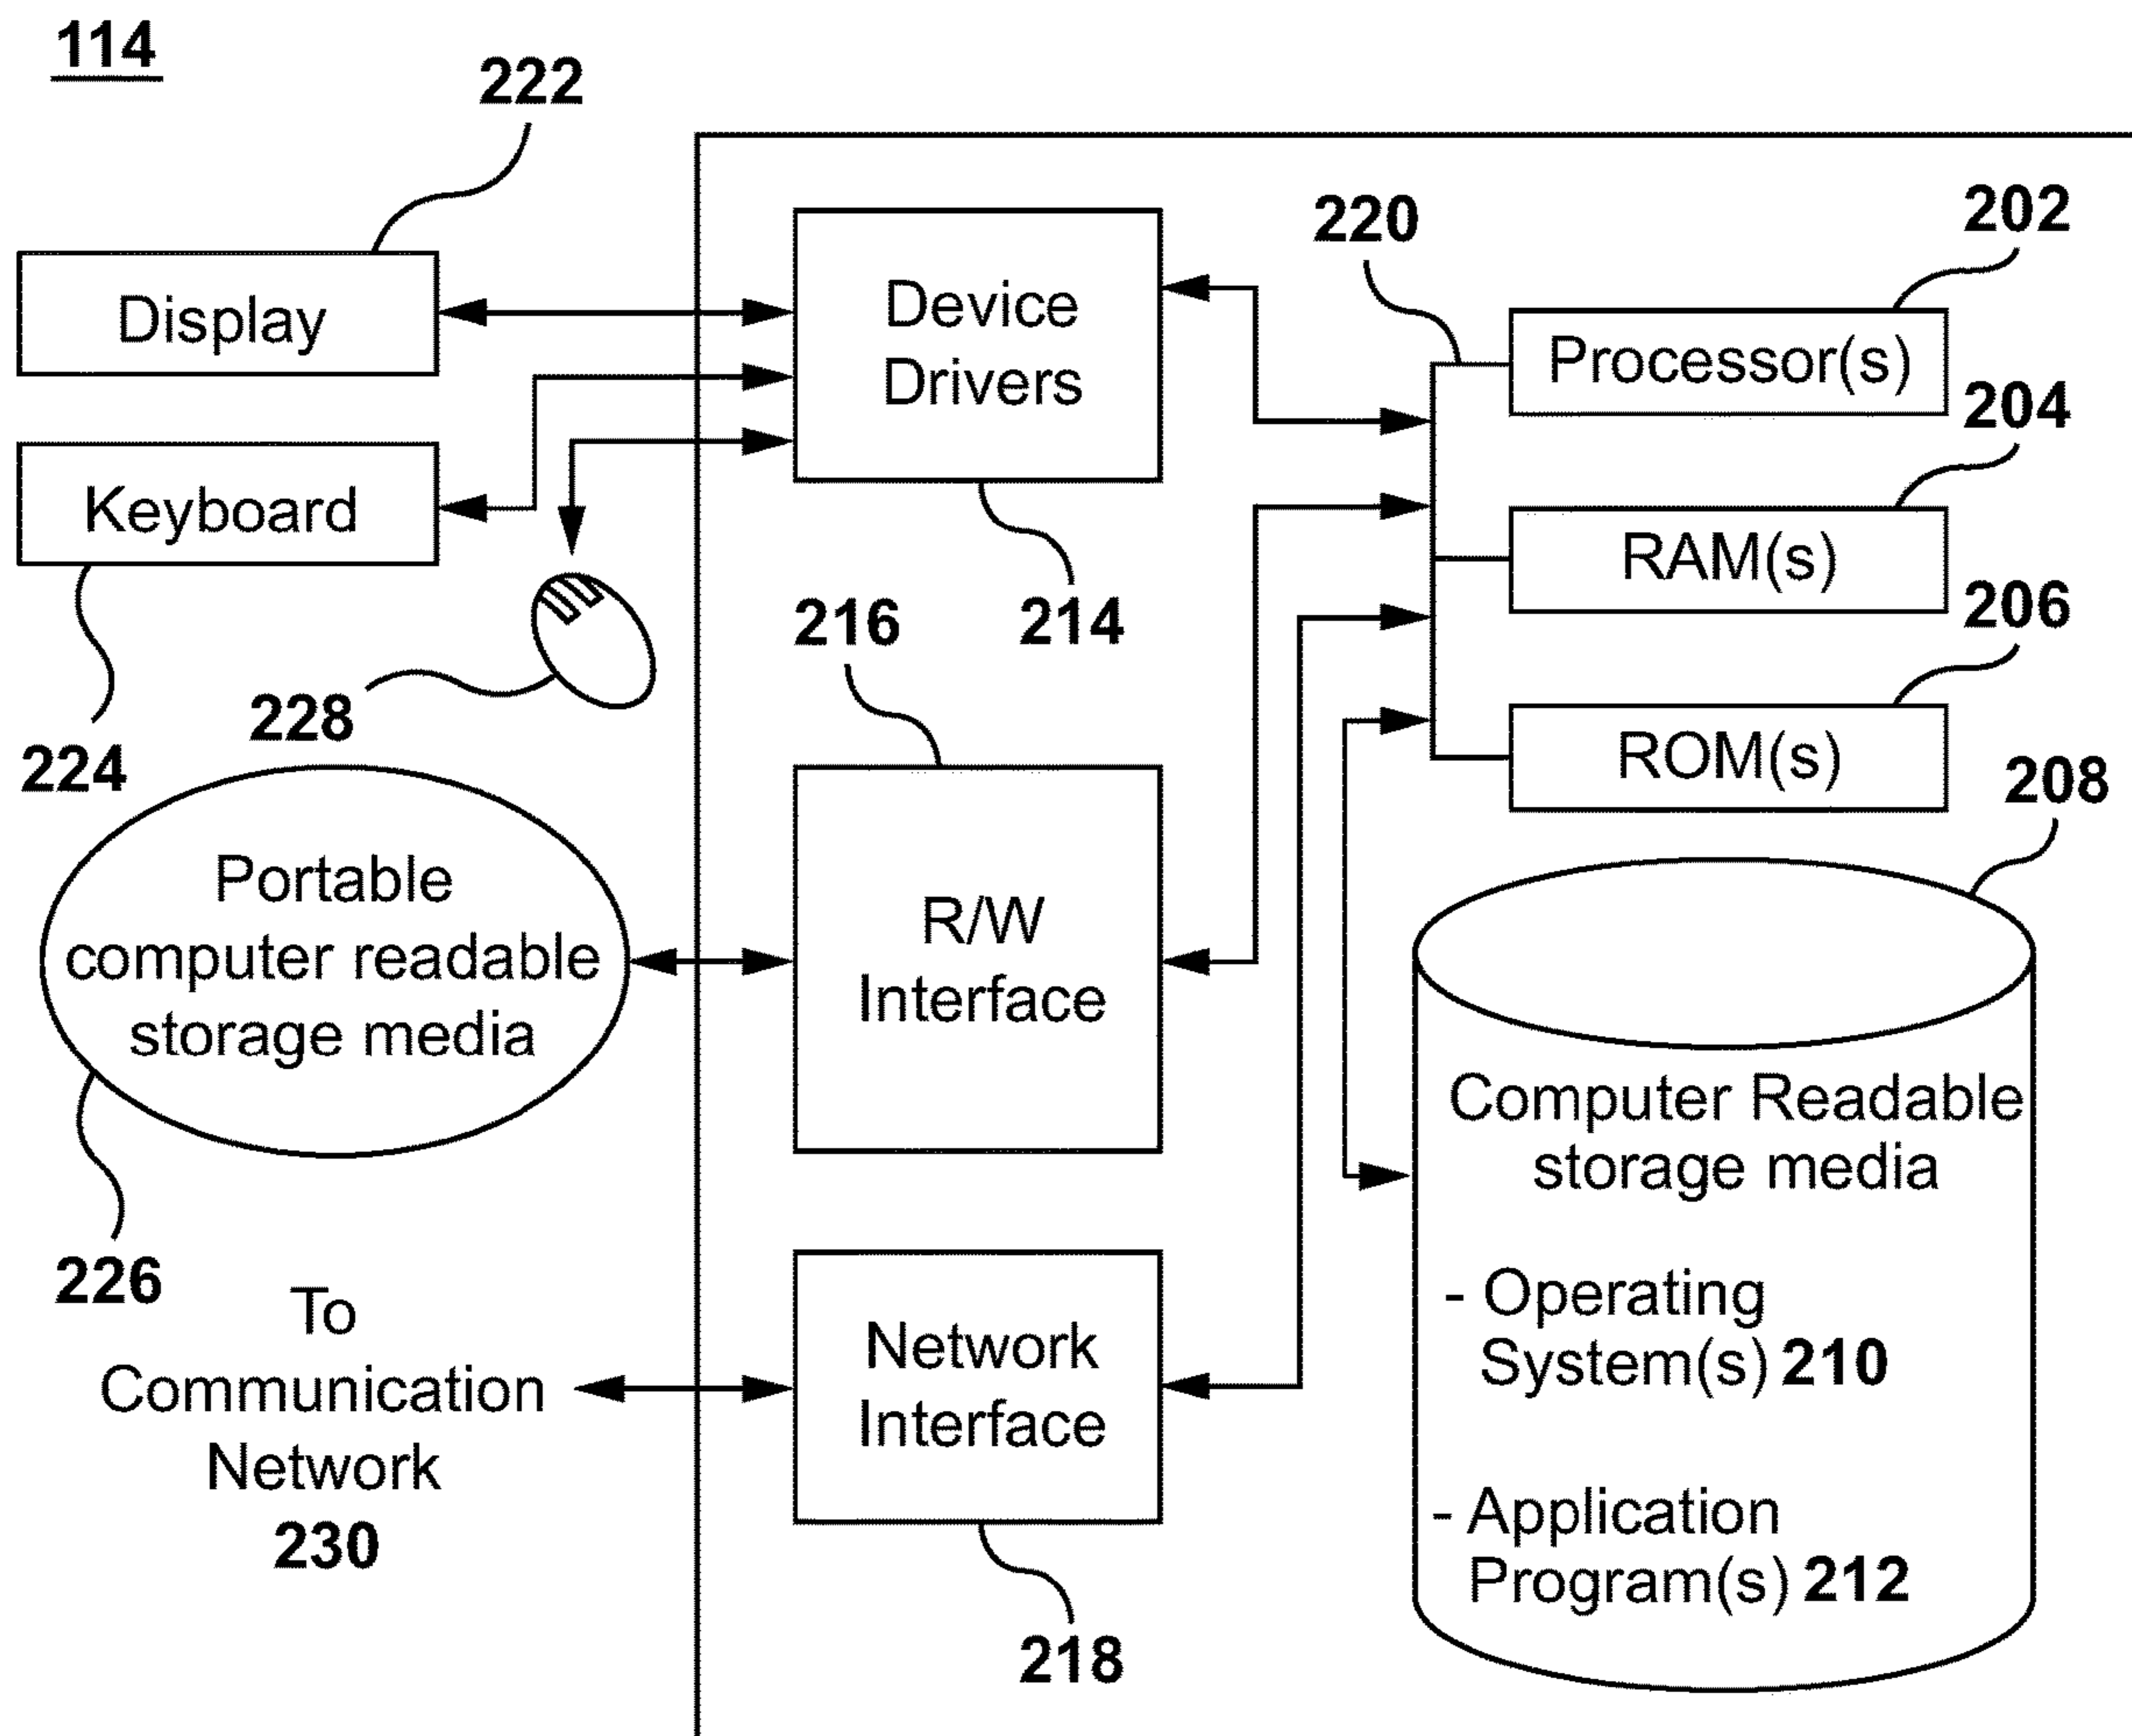 114
222
Display
Keyboard
224
228
Device
Drivers
214
220
202
Processor(s)
204
RAM(s)
206
ROM(s)
216
Portable
computer readable
storage media
226
R/W
Interface
208
Computer Readable
storage media
- Operating
System(s) 210
- Application
Program(s) 212
To
Communication
Network
230
Network
Interface
218